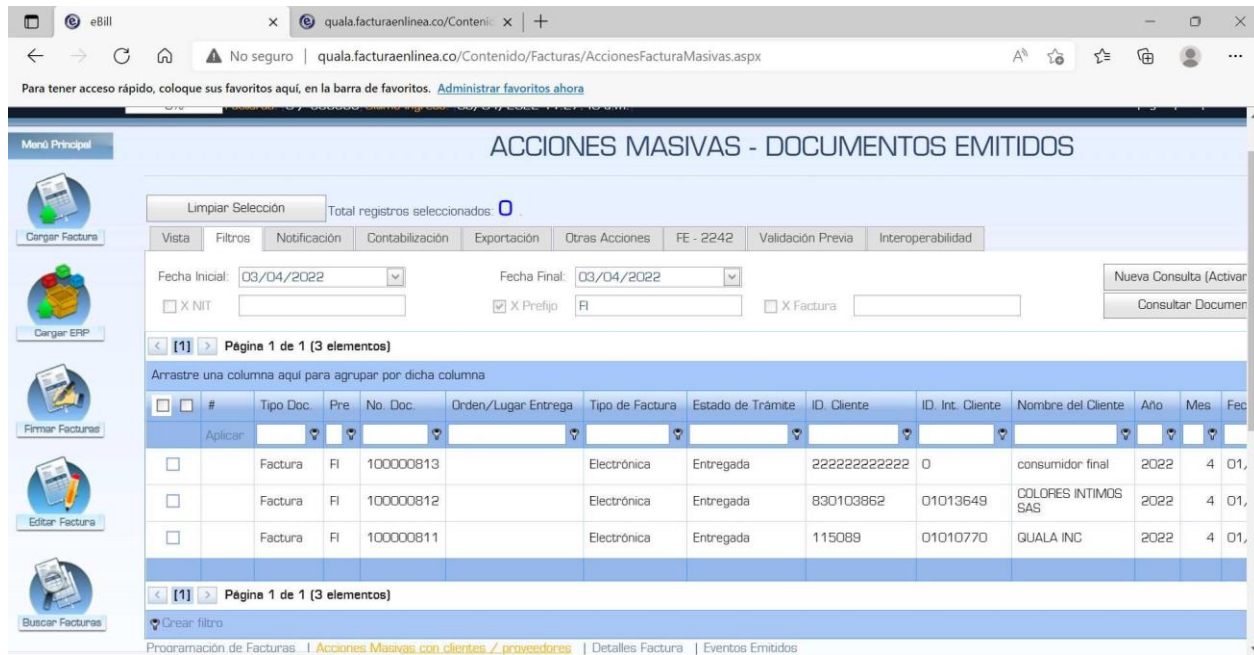 eBill
quala.facturaenlinea.co/Conteni
No seguro | quala.facturaenlinea.co/Contenido/Facturas/AccionesFacturaMasivas.aspx
Para tener acceso rápido, coloque sus favoritos aquí, en la barra de favoritos. Administrar favoritos ahora
Menú Principal
ACCIONES MASIVAS - DOCUMENTOS EMITIDOS
Limpiar Selección Total registros seleccionados: 0 .
Cargar Factura
Vista Filtros Notificación Contabilización Exportación Otras Acciones FE - 2242 Validación Previa Interoperabilidad
Fecha Inicial: 03/04/2022 Fecha Final: 03/04/2022 Nueva Consulta (Activar
X NIT X Prefijo FI X Factura Consultar Documen
Cargar ERP
[1] Página 1 de 1 (3 elementos)
Arrastre una columna aquí para agrupar por dicha columna
# Tipo Doc. Pre No. Doc. Orden/Lugar Entrega Tipo de Factura Estado de Trámite ID. Cliente ID. Int. Cliente Nombre del Cliente Año Mes Fec
Aplicar
Firmar Facturas
Factura FI 100000813 Electrónica Entregada 222222222222 0 consumidor final 2022 4 01/
Factura FI 100000812 Electrónica Entregada 830103862 01013649 COLORES INTIMOS SAS 2022 4 01/
Editar Factura
Factura FI 100000811 Electrónica Entregada 115089 01010770 QUALA INC 2022 4 01/
[1] Página 1 de 1 (3 elementos)
Buscar Facturas
Crear filtro
Programación de Facturas | Acciones Masivas con clientes / proveedores | Detalles Factura | Eventos Emitidos